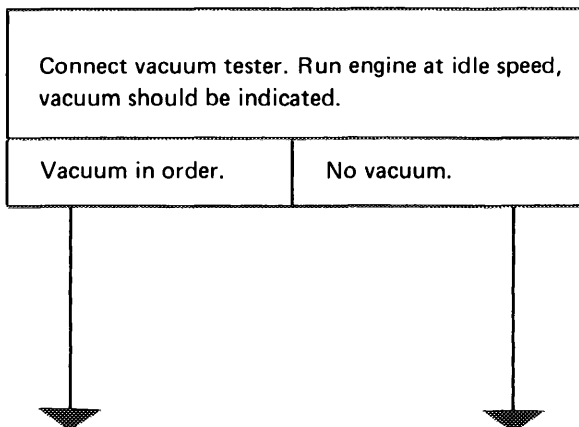 Connect vacuum tester. Run engine at idle speed,
vacuum should be indicated.
Vacuum in order.
No vacuum.